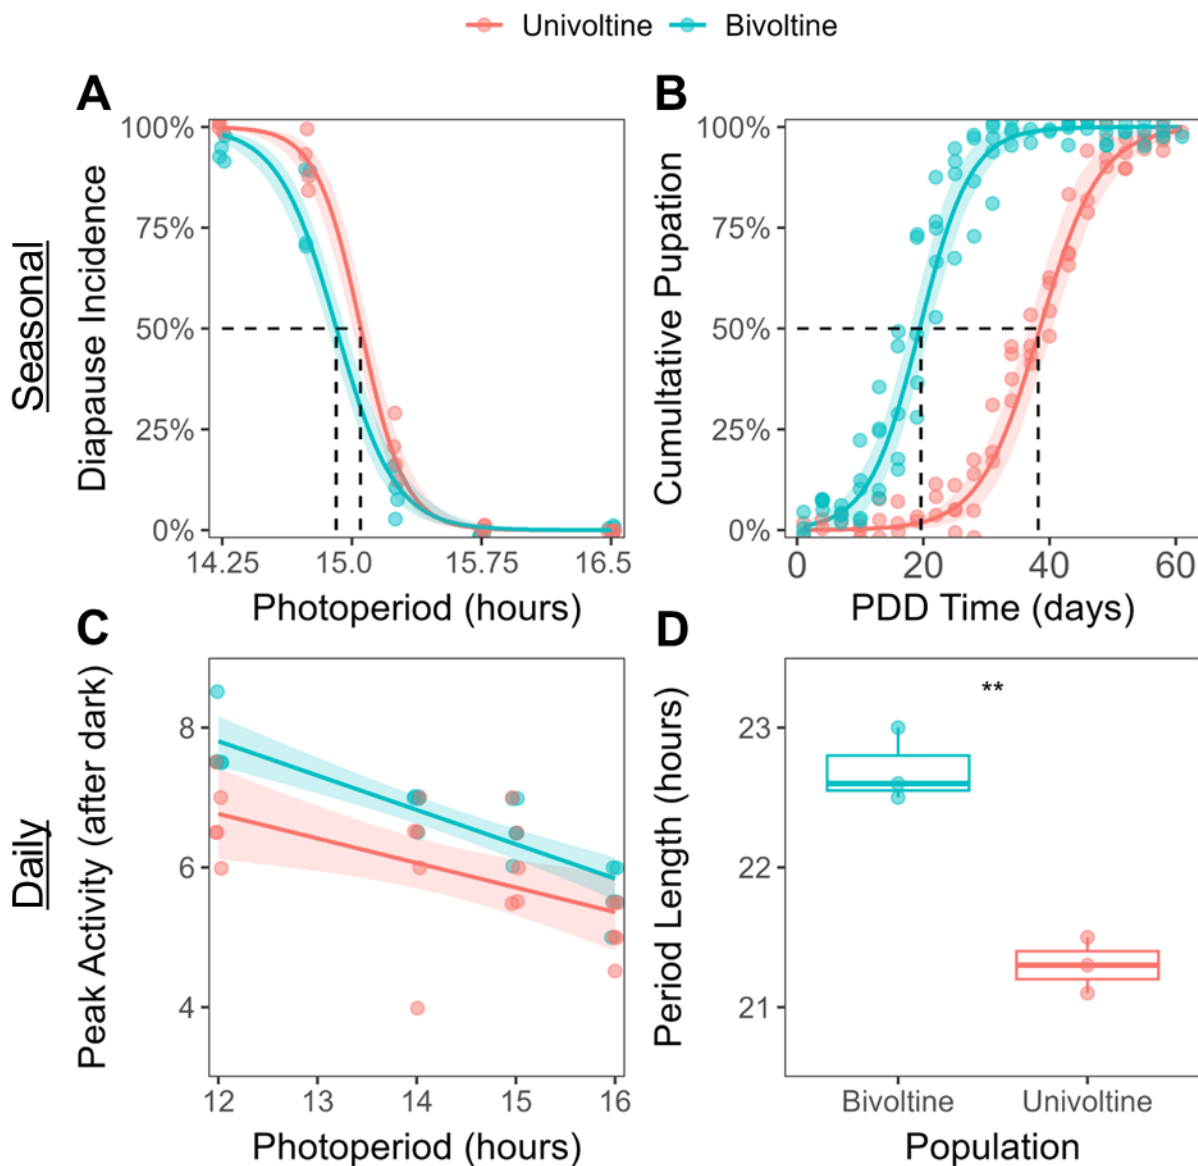 Univoltine Bivoltine
Seasonal
A
Diapause Incidence
100%
75%
50%
25%
0%
14.25 15.0 15.75 16.5
Photoperiod (hours)
B
Cumultative Pupation
100%
75%
50%
25%
0%
0 20 40 60
PDD Time (days)
Daily
C
Peak Activity (after dark)
8
6
4
12 13 14 15 16
Photoperiod (hours)
D
Period Length (hours)
**
23
22
21
Bivoltine Univoltine
Population